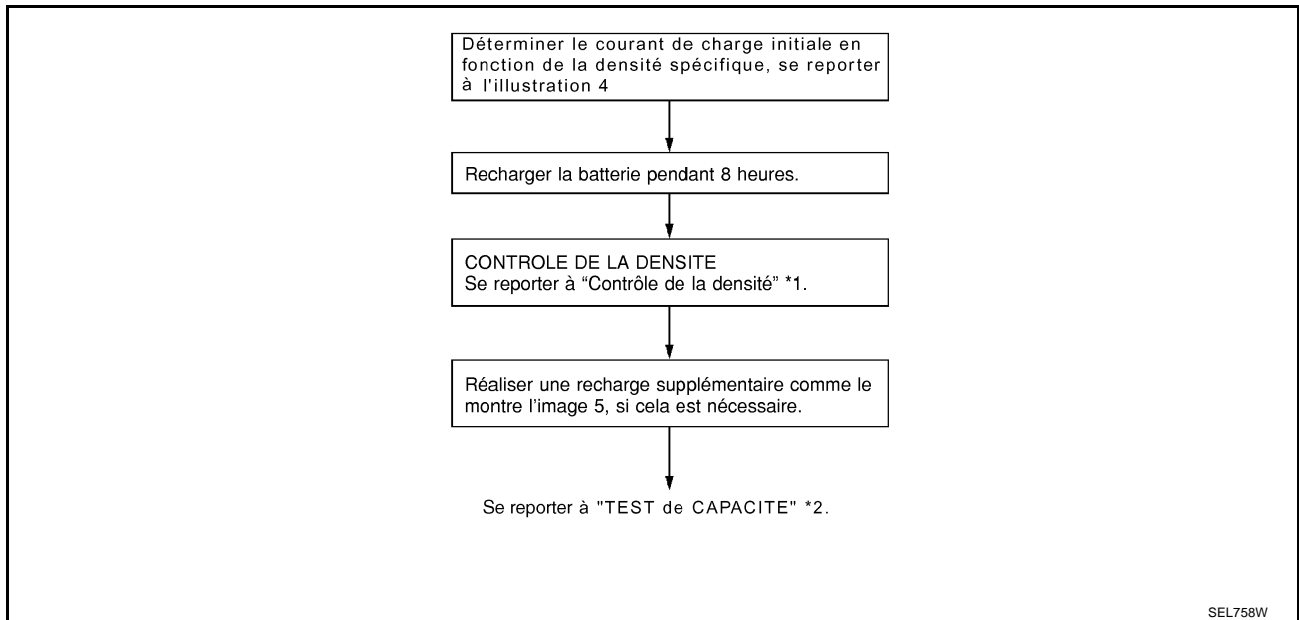 Déterminer le courant de charge initiale en
fonction de la densité spécifique, se reporter
à l'illustration 4
Recharger la batterie pendant 8 heures.
CONTROLE DE LA DENSITE
Se reporter à “Contrôle de la densité” *1.
Réaliser une recharge supplémentaire comme le
montre l’image 5, si cela est nécessaire.
Se reporter à "TEST de CAPACITE" *2.
SEL758W